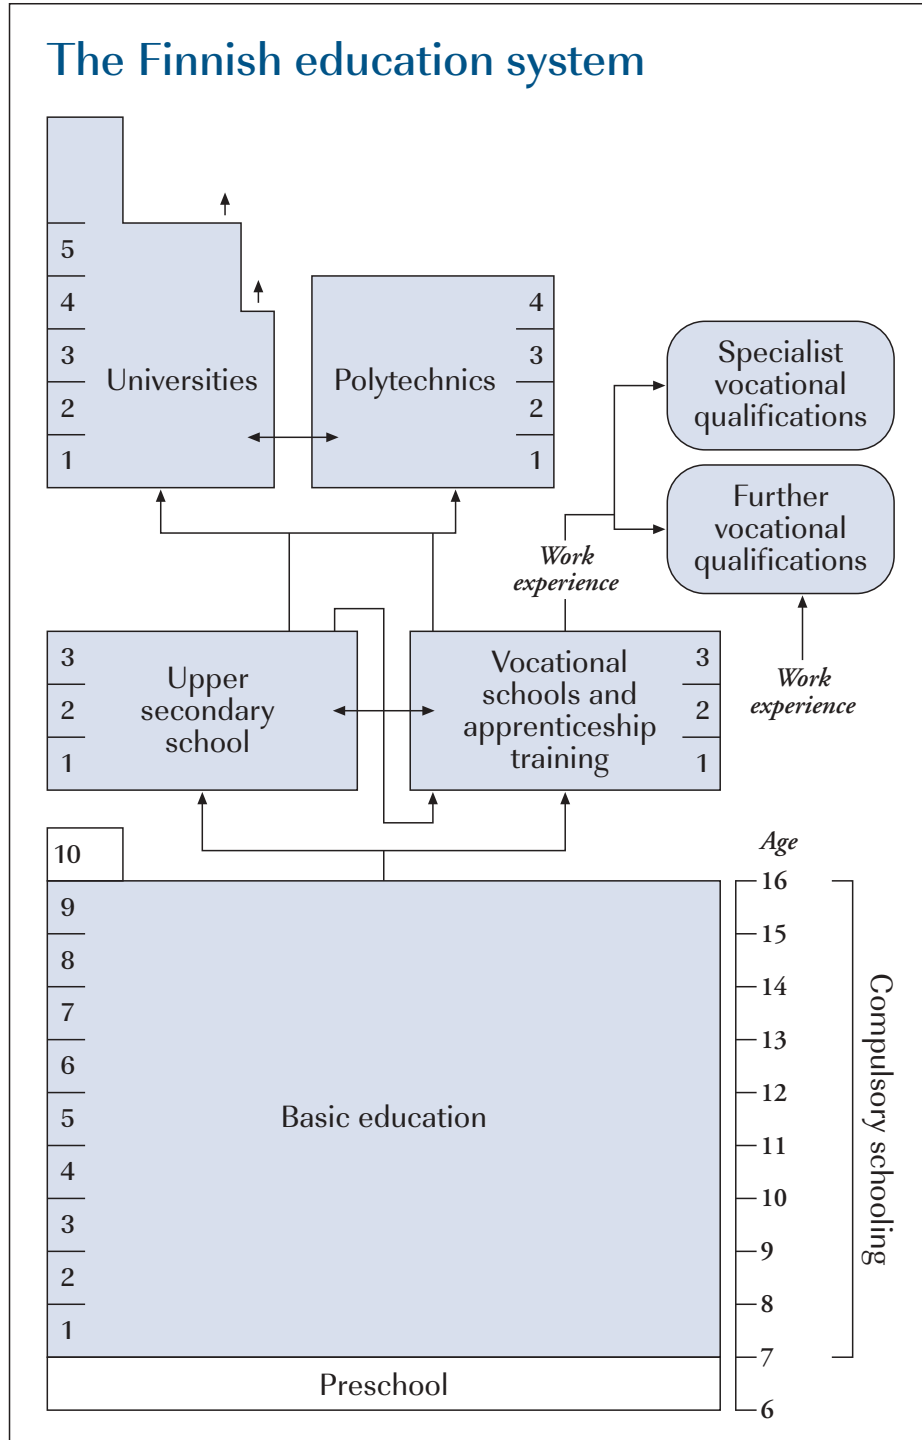 The Finnish education system
5
4
3
2
1
Universities
Polytechnics
4
3
2
1
Specialist
vocational
qualifications
Further
vocational
qualifications
Work
experience
Work
experience
3
2
1
Upper
secondary
school
Vocational
schools and
apprenticeship
training
3
2
1
10
9
8
7
6
5
4
3
2
1
Basic education
Preschool
Age
16
15
14
13
12
11
10
9
8
7
6
Compulsory schooling